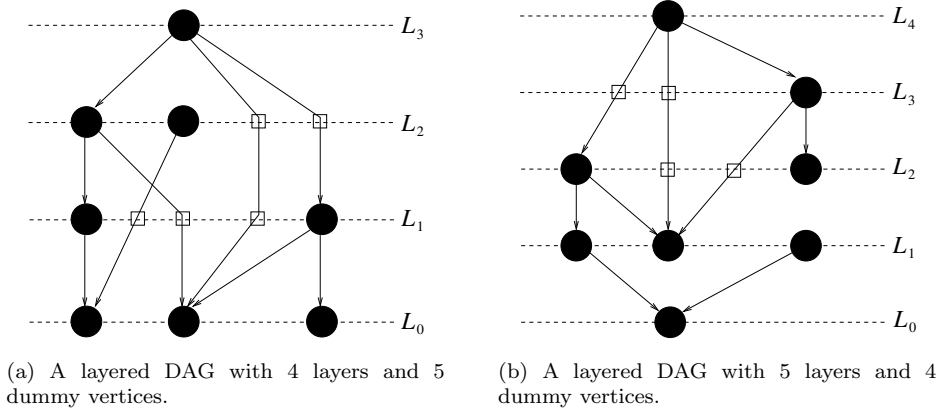 L3
L2
L1
L0
(a) A layered DAG with 4 layers and 5
dummy vertices.
L4
L3
L2
L1
L0
(b) A layered DAG with 5 layers and 4
dummy vertices.